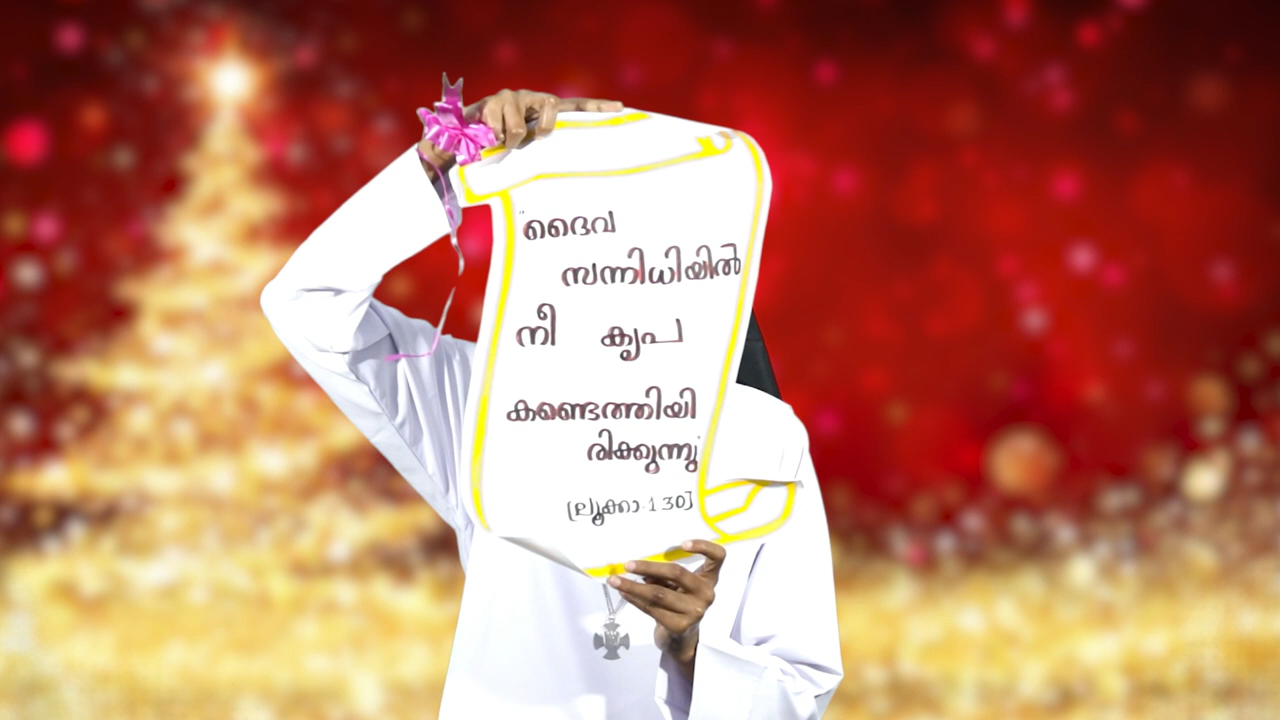 "ദൈവ
സന്നിധിയിൽ
നീ കൃപ
കണ്ടെത്തിയി
രിക്കുന്നു"
[ലൂക്കാ-1 30]